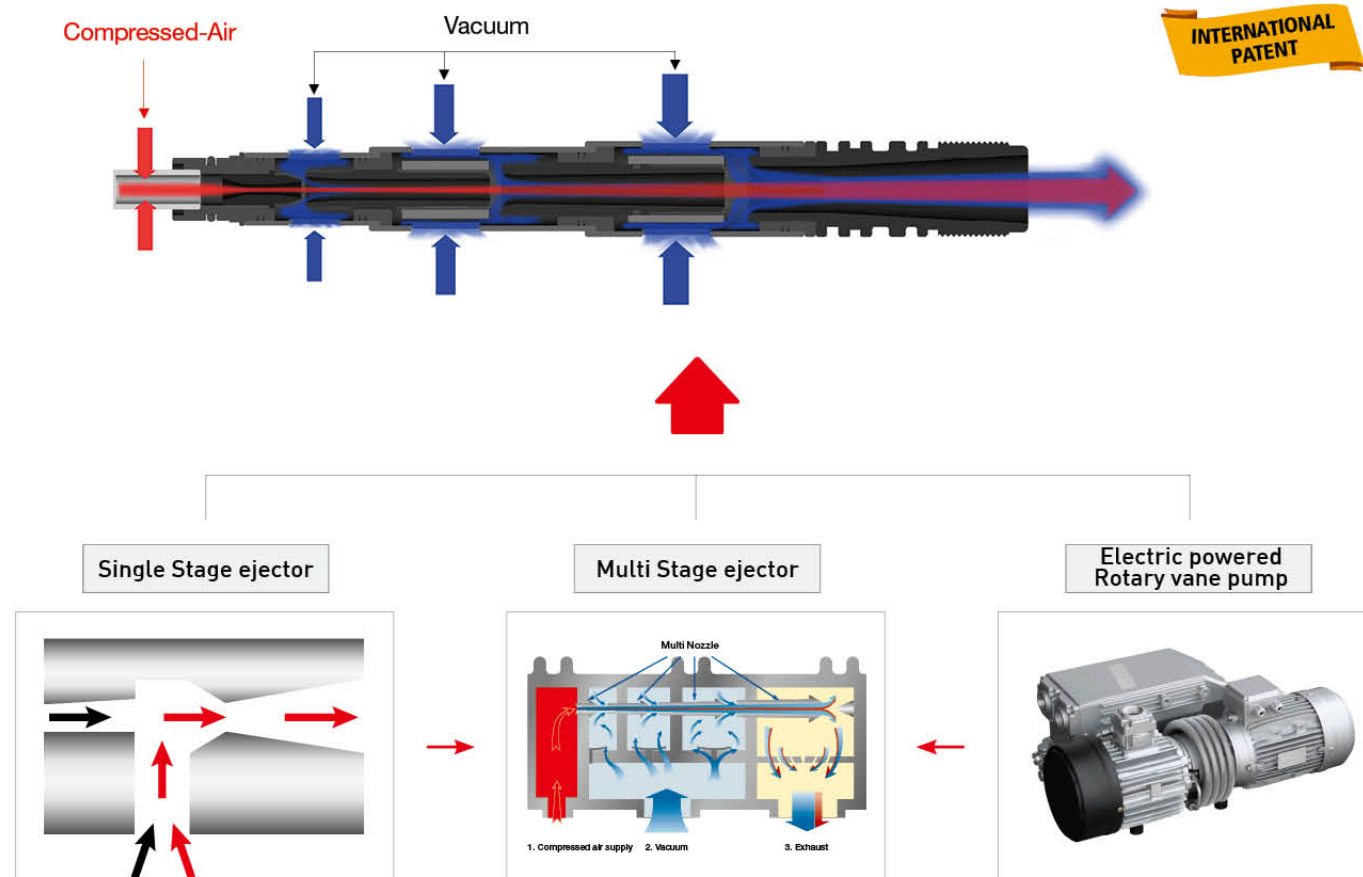 Compressed-Air
Vacuum
INTERNATIONAL
PATENT
Single Stage ejector
Multi Stage ejector
Electric powered
Rotary vane pump
Multi Nozzle
1. Compressed air supply
2. Vacuum
3. Exhaust